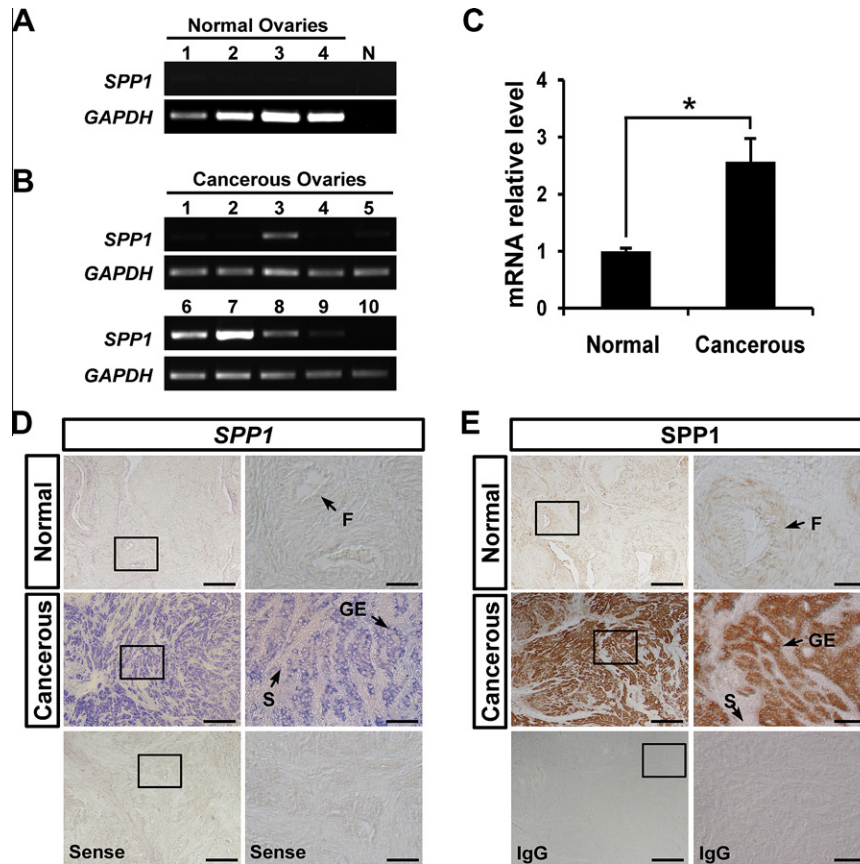 A
Normal Ovaries
1 2 3 4 N
SPP1
GAPDH
B
Cancerous Ovaries
1 2 3 4 5
SPP1
GAPDH
6 7 8 9 10
SPP1
GAPDH
C
mRNA relative level
4
3
2
1
0
*
Normal Cancerous
D
SPP1
Normal
F
Cancerous
GE
S
Sense Sense
E
SPP1
Normal
F
Cancerous
GE
S
IgG IgG